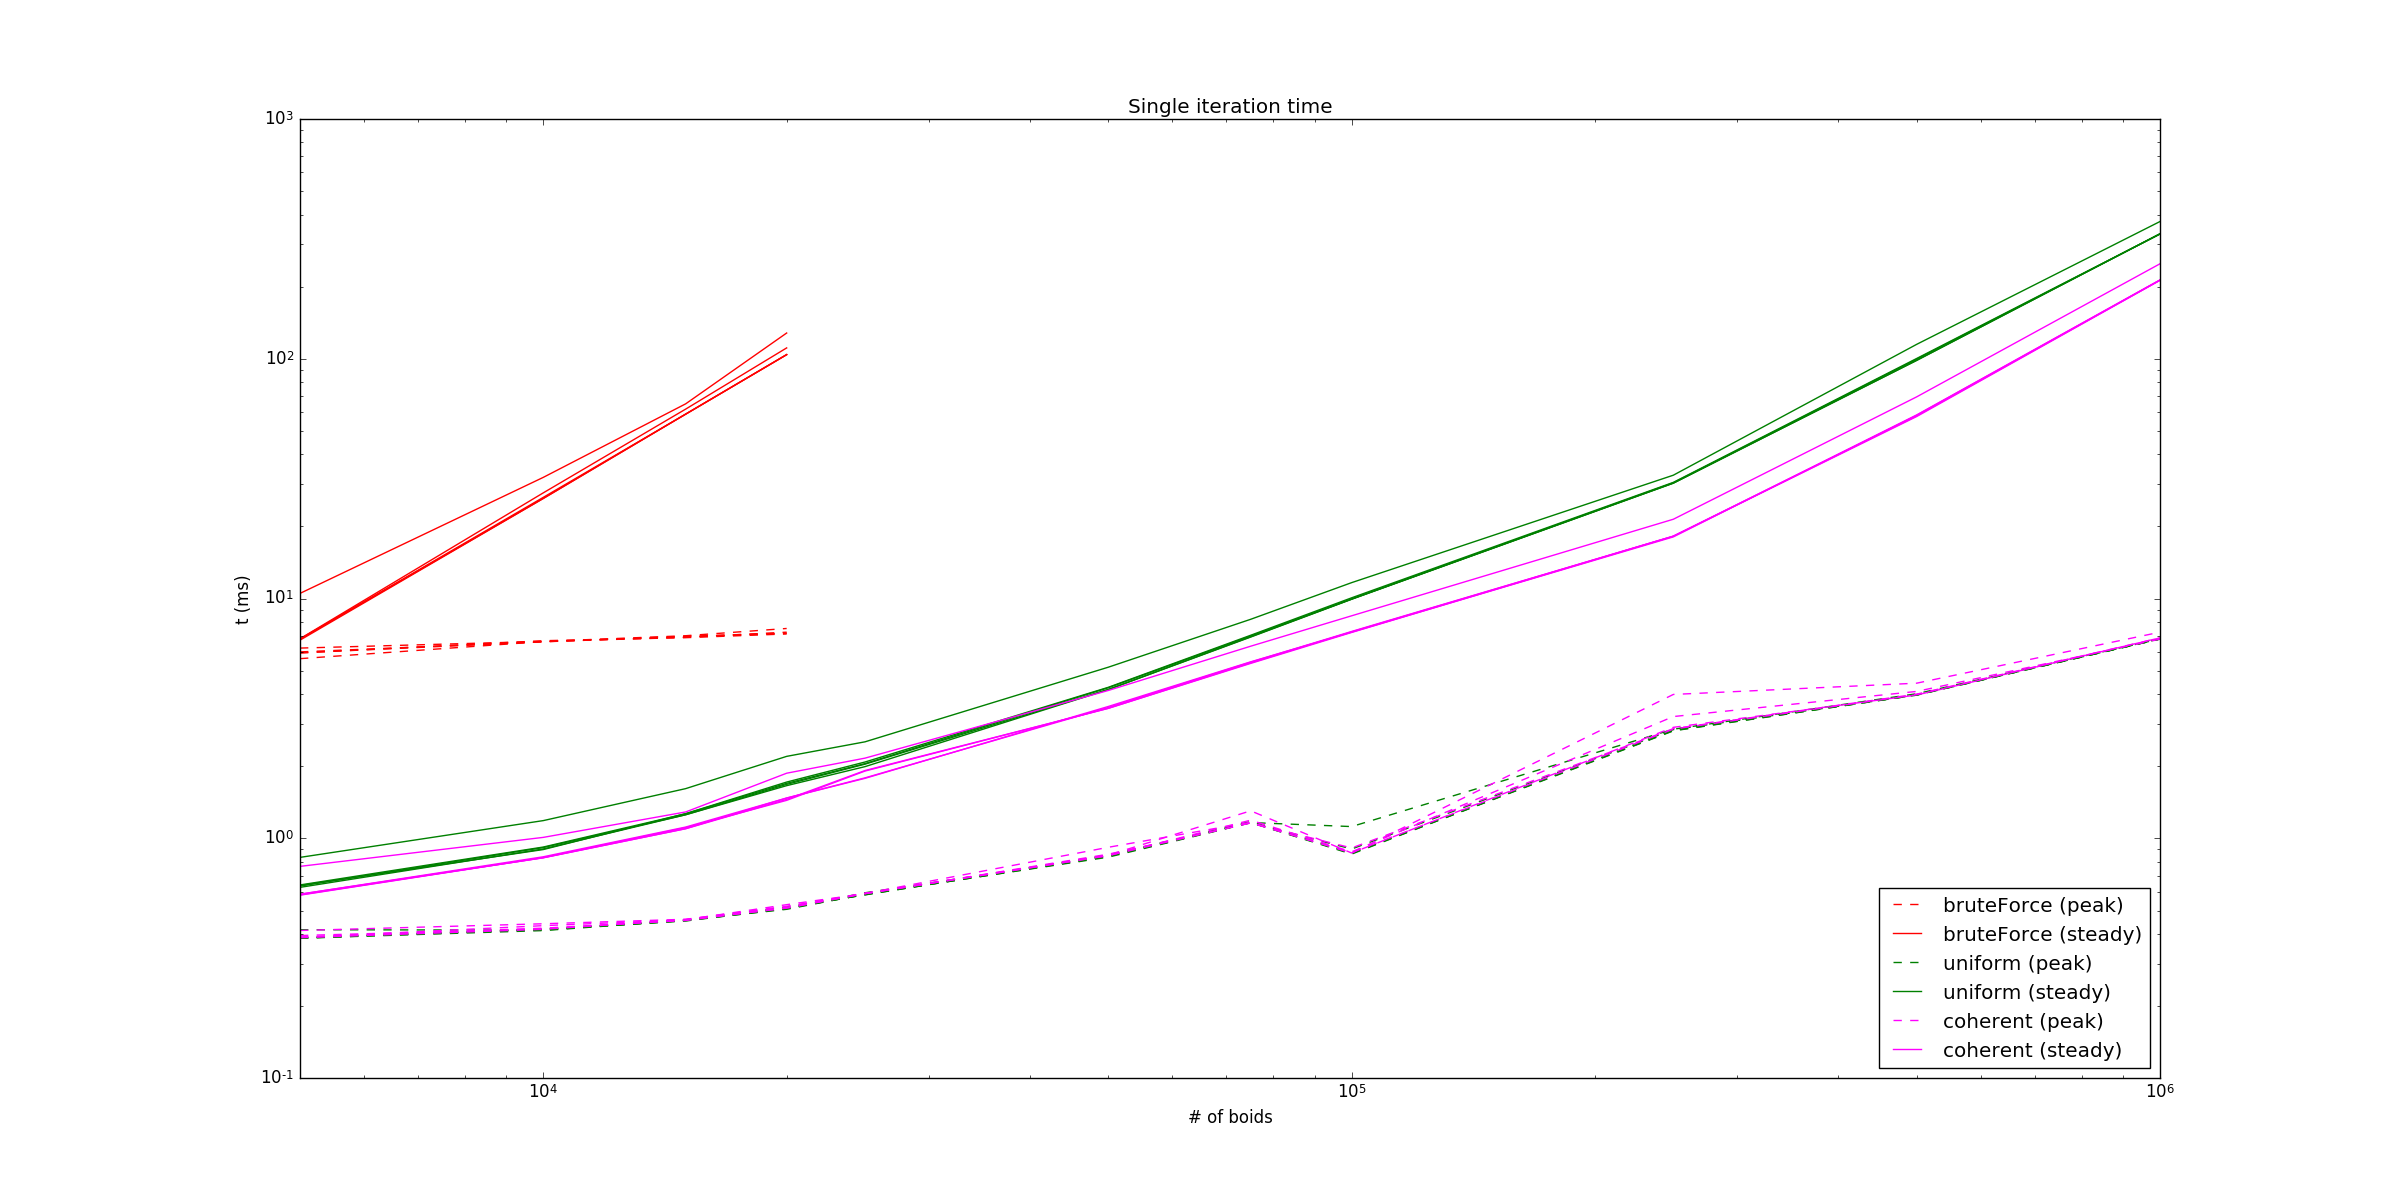 Single iteration time
10³
10²
10¹
10⁰
10⁻¹
t (ms)
10⁴
10⁵
10⁶
# of boids
bruteForce (peak)
bruteForce (steady)
uniform (peak)
uniform (steady)
coherent (peak)
coherent (steady)